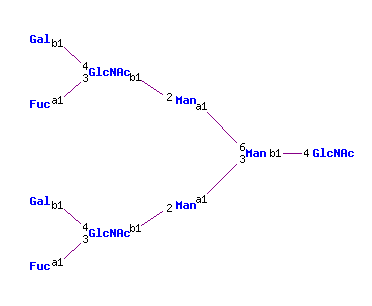 Gal b1
4 GlcNAc b1
3
Fuc a1
2 Man a1
6 Man b1 4 GlcNAc
3
Gal b1
4 GlcNAc b1
3
Fuc a1
2 Man a1